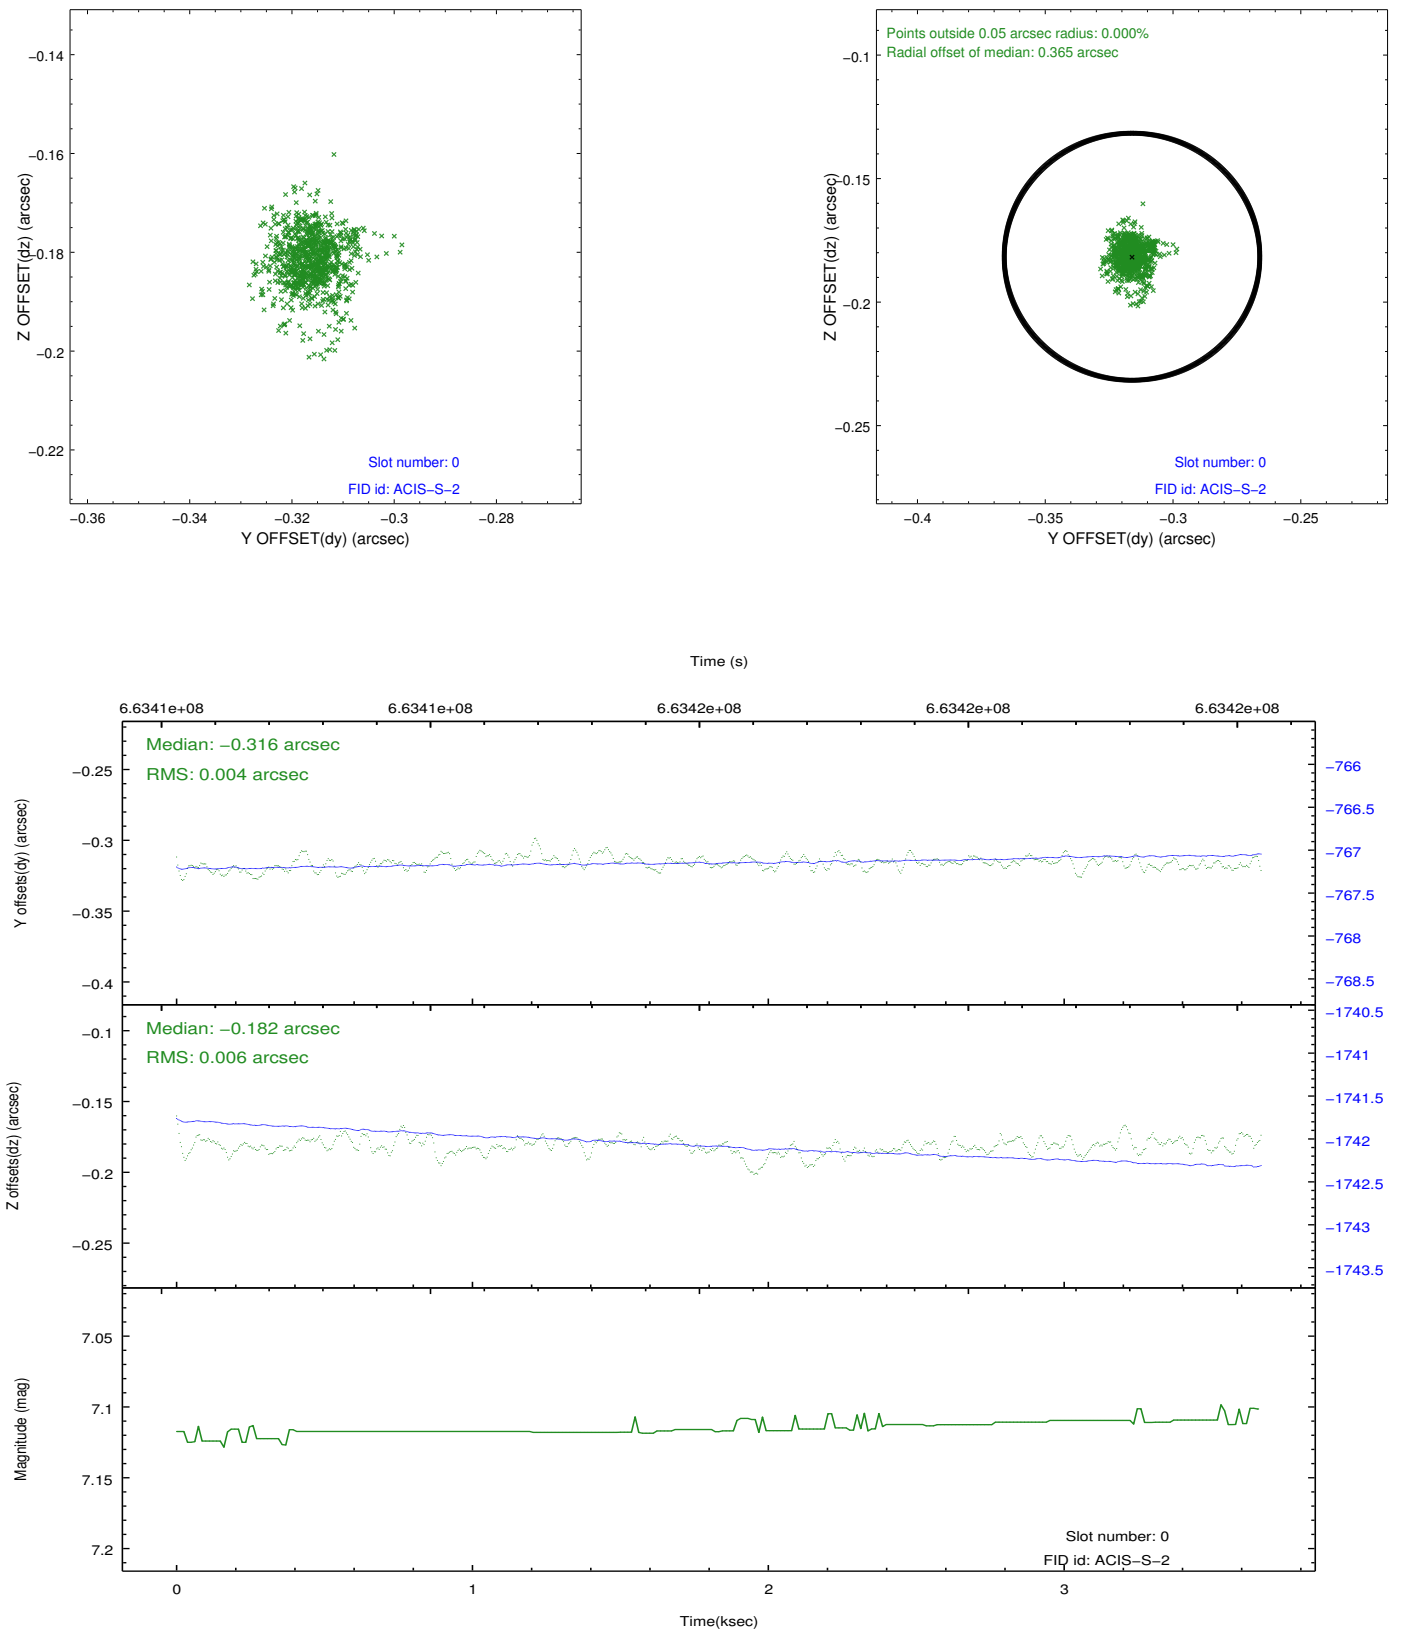 −0.14
−0.16
−0.18
−0.2
−0.22
Z OFFSET(dz) (arcsec)
Slot number: 0
FID id: ACIS−S−2
−0.36
−0.34
−0.32
−0.3
−0.28
Y OFFSET(dy) (arcsec)
Points outside 0.05 arcsec radius: 0.000%
Radial offset of median: 0.365 arcsec
−0.1
−0.15
−0.2
−0.25
Z OFFSET(dz) (arcsec)
Slot number: 0
FID id: ACIS−S−2
−0.4
−0.35
−0.3
−0.25
Y OFFSET(dy) (arcsec)
Time (s)
6.6341e+08
6.6341e+08
6.6342e+08
6.6342e+08
6.6342e+08
Median: −0.316 arcsec
RMS: 0.004 arcsec
−0.25
−0.3
−0.35
−0.4
Y offsets(dy) (arcsec)
−766
−766.5
−767
−767.5
−768
−768.5
Median: −0.182 arcsec
RMS: 0.006 arcsec
−0.1
−0.15
−0.2
−0.25
Z offsets(dz) (arcsec)
−1740.5
−1741
−1741.5
−1742
−1742.5
−1743
−1743.5
7.05
7.1
7.15
7.2
Magnitude (mag)
Slot number: 0
FID id: ACIS−S−2
0
1
2
3
Time(ksec)